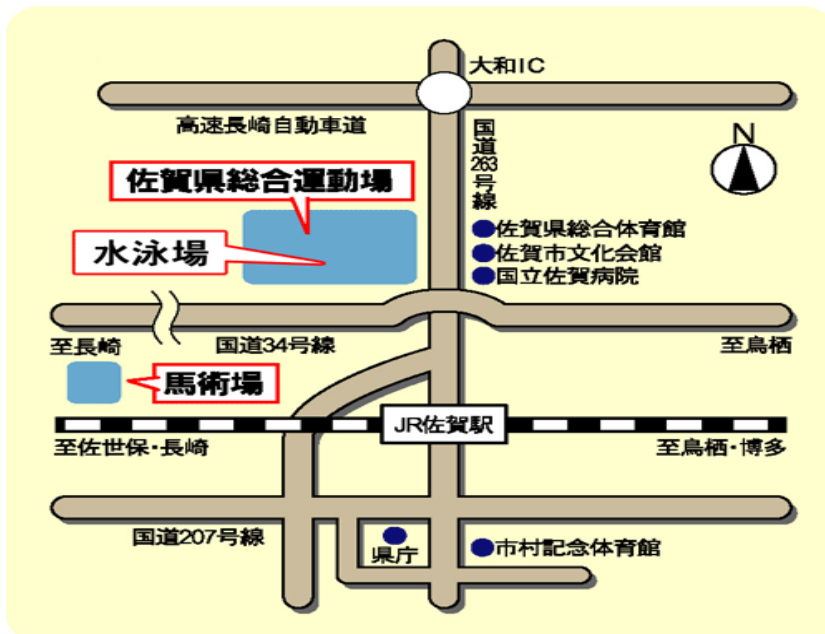 大和IC
高速長崎自動車道
国道263号線
N
佐賀県総合運動場
水泳場
佐賀県総合体育館
佐賀市文化会館
国立佐賀病院
至長崎
国道34号線
至鳥栖
馬術場
JR佐賀駅
至佐世保・長崎
至鳥栖・博多
国道207号線
県庁
市村記念体育館